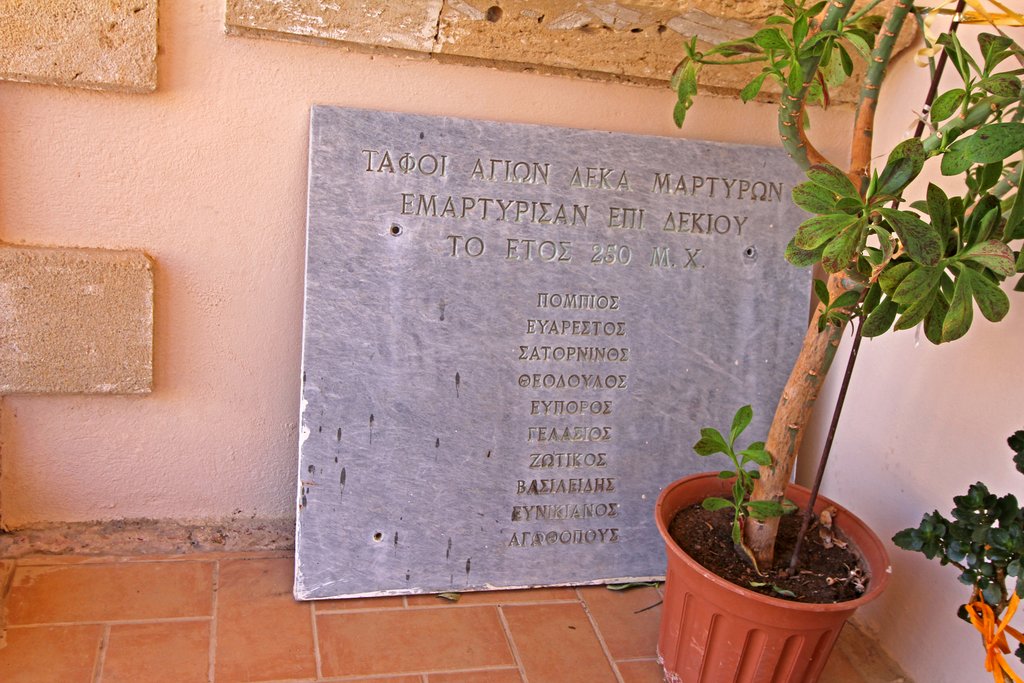 ΤΑΦΟΙ ΑΓΙΩΝ ΔΕΚΑ ΜΑΡΤΥΡΩΝ
ΕΜΑΡΤΥΡΙΣΑΝ ΕΠΙ ΔΕΚΙΟΥ
ΤΟ ΕΤΟΣ 250 Μ.Χ.
ΠΟΜΠΙΟΣ
ΕΥΑΡΕΣΤΟΣ
ΣΑΤΟΡΝΙΝΟΣ
ΘΕΟΔΟΥΛΟΣ
ΕΥΠΟΡΟΣ
ΓΕΛΑΣΙΟΣ
ΖΩΤΙΚΟΣ
ΒΑΣΙΛΕΙΔΗΣ
ΕΥΝΙΚΙΑΝΟΣ
ΑΓΑΘΟΠΟΥΣ